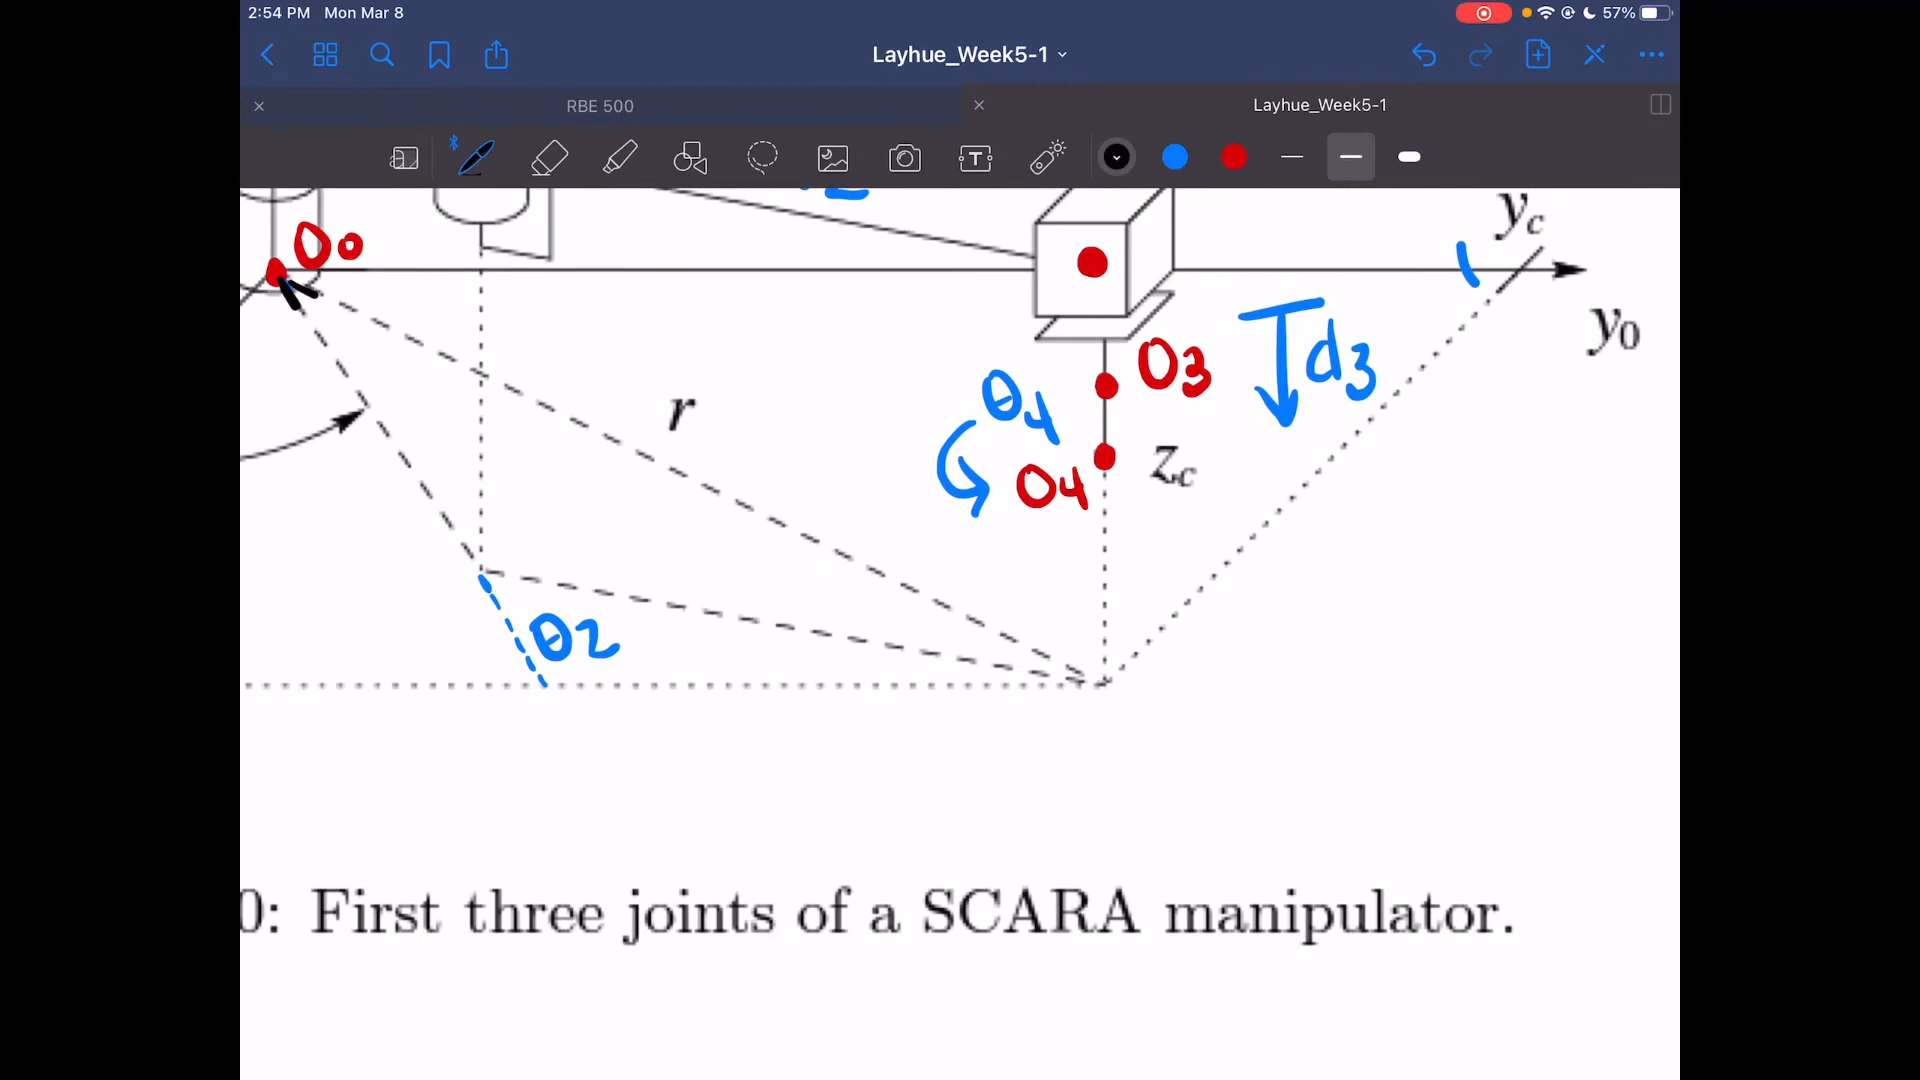 2:54 PM Mon Mar 8
57%
Layhue_Week5-1
RBE 500
Layhue_Week5-1
T
O0
yc
y0
d3
O3
θ4
r
zc
O4
θ2
0: First three joints of a SCARA manipulator.